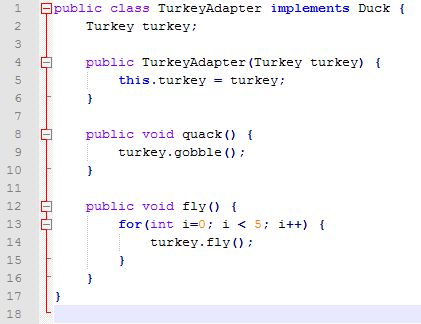 1 public class TurkeyAdapter implements Duck {
2     Turkey turkey;
3
4     public TurkeyAdapter(Turkey turkey) {
5         this.turkey = turkey;
6     }
7
8     public void quack() {
9         turkey.gobble();
10     }
11
12     public void fly() {
13         for(int i=0; i < 5; i++) {
14             turkey.fly();
15         }
16     }
17 }
18